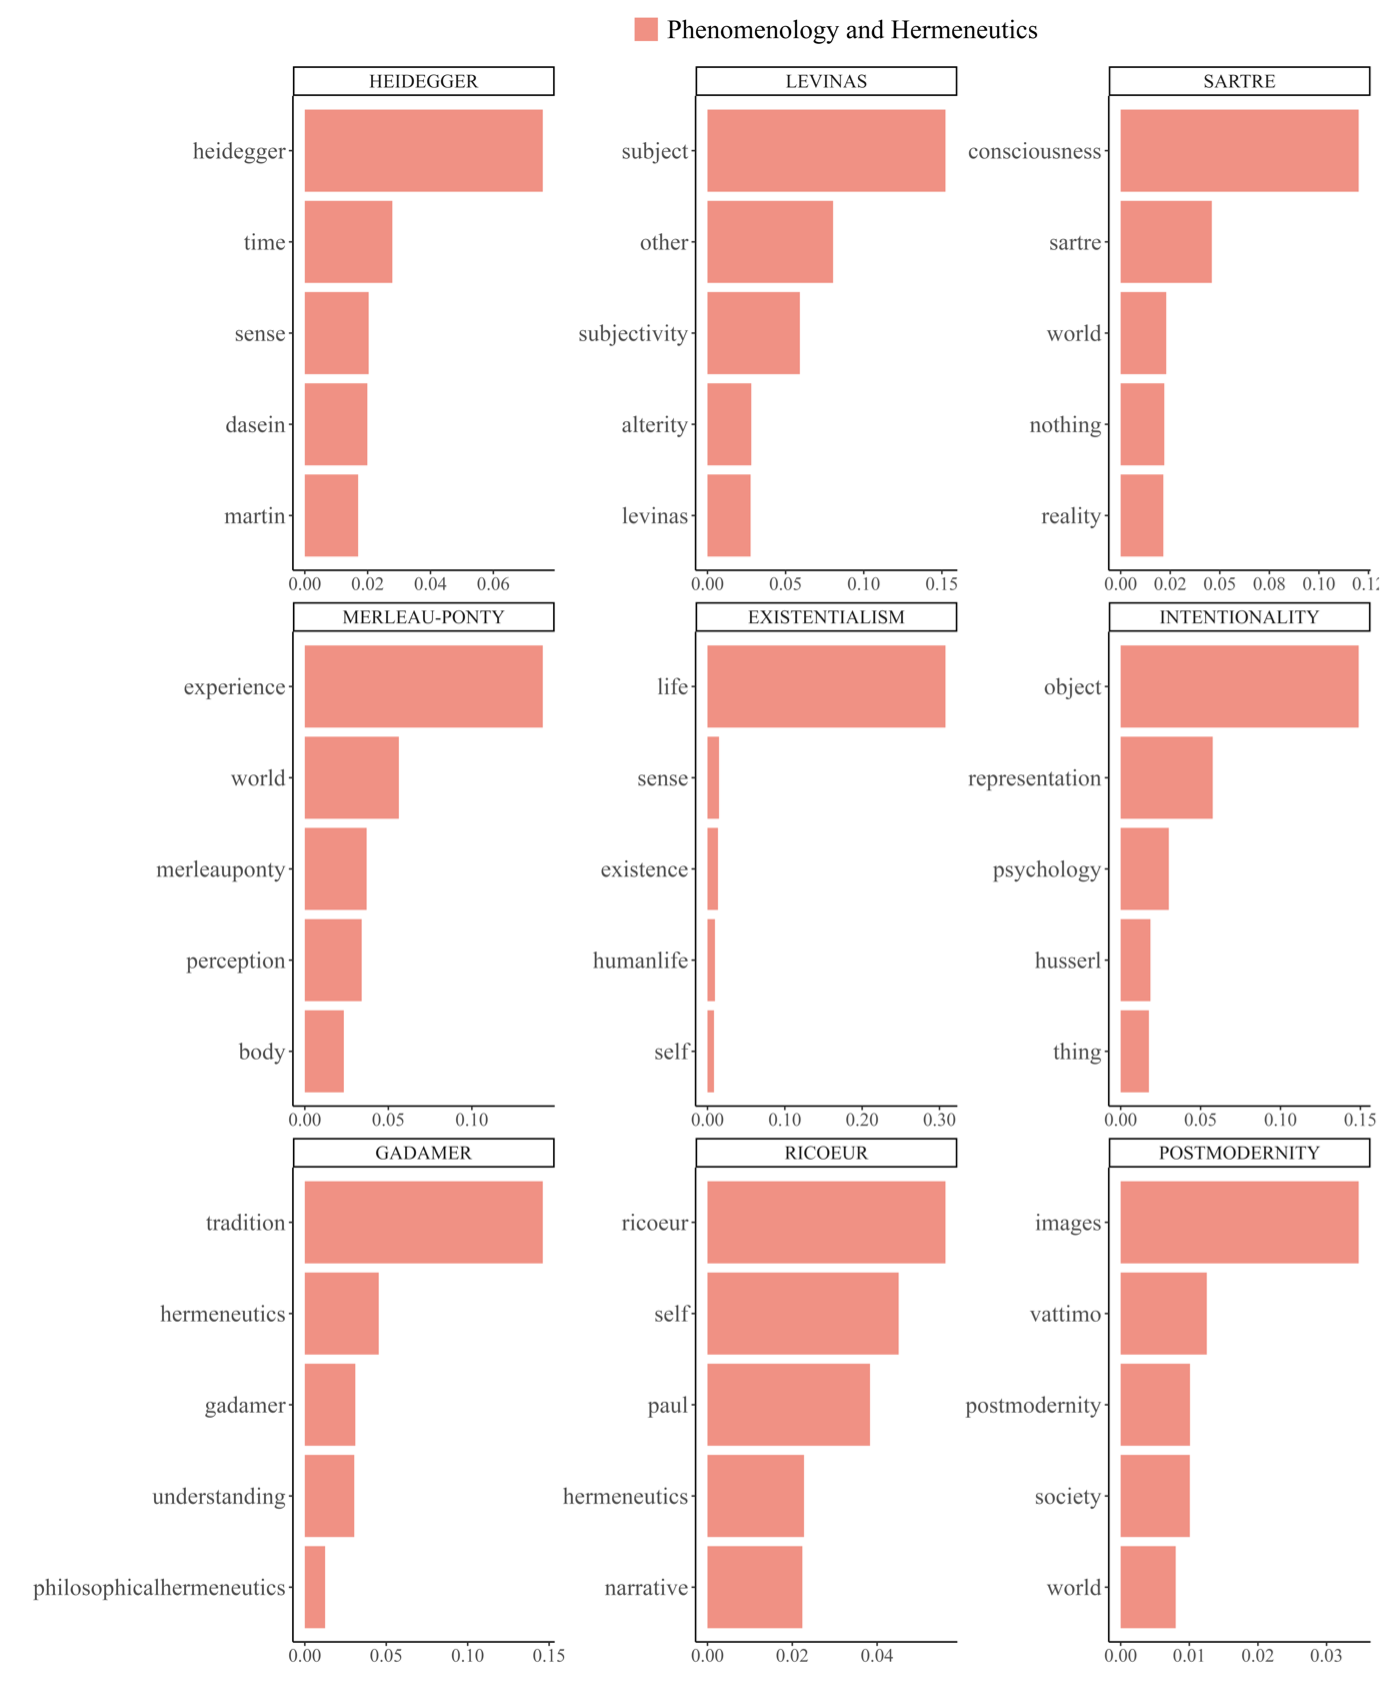 Phenomenology and Hermeneutics
HEIDEGGER
heidegger
time
sense
dasein
martin
0.00 0.02 0.04 0.06
LEVINAS
subject
other
subjectivity
alterity
levinas
0.00 0.05 0.10 0.15
SARTRE
consciousness
sartre
world
nothing
reality
0.00 0.02 0.05 0.08 0.10 0.12
MERLEAU-PONTY
experience
world
merleauponty
perception
body
0.00 0.05 0.10
EXISTENTIALISM
life
sense
existence
humanlife
self
0.00 0.10 0.20 0.30
INTENTIONALITY
object
representation
psychology
husserl
thing
0.00 0.05 0.10 0.15
GADAMER
tradition
hermeneutics
gadamer
understanding
philosophicalhermeneutics
0.00 0.05 0.10 0.15
RICOEUR
ricoeur
self
paul
hermeneutics
narrative
0.00 0.02 0.04
POSTMODERNITY
images
vattimo
postmodernity
society
world
0.00 0.01 0.02 0.03